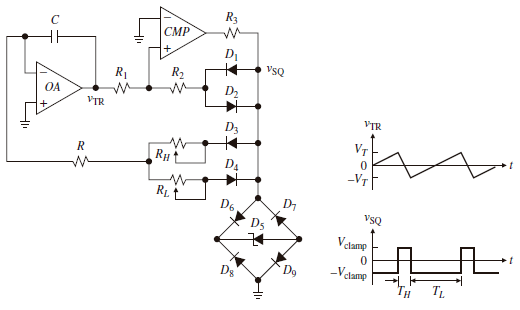 C
R3
CMP
−
+
D1
vSQ
OA
−
+
vTR
R1
R2
D2
D3
R
RH
D4
RL
D6
D7
D5
D8
D9
vTR
VT
0
−VT
t
vSQ
Vclamp
0
−Vclamp
t
TH
TL